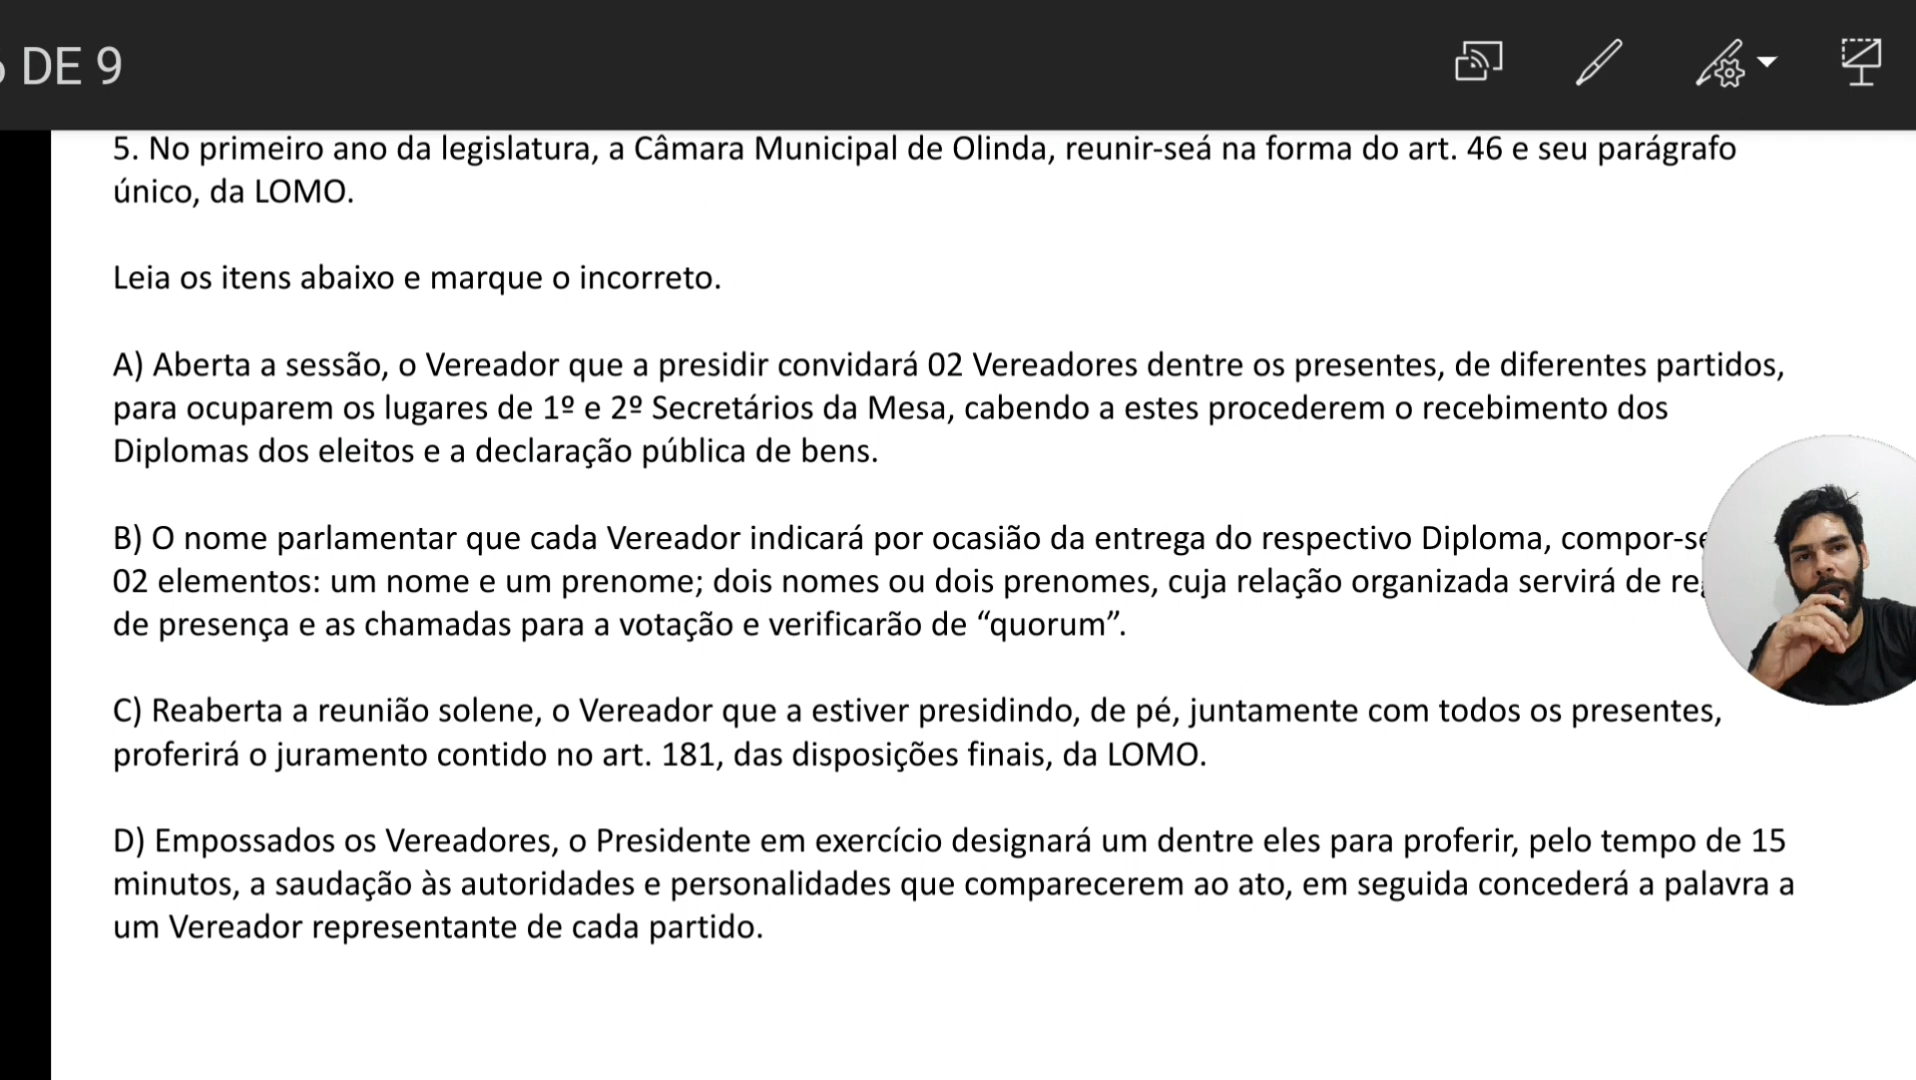 DE 9
5. No primeiro ano da legislatura, a Câmara Municipal de Olinda, reunir-seá na forma do art. 46 e seu parágrafo
único, da LOMO.
Leia os itens abaixo e marque o incorreto.
A) Aberta a sessão, o Vereador que a presidir convidará 02 Vereadores dentre os presentes, de diferentes partidos,
para ocuparem os lugares de 1º e 2º Secretários da Mesa, cabendo a estes procederem o recebimento dos
Diplomas dos eleitos e a declaração pública de bens.
B) O nome parlamentar que cada Vereador indicará por ocasião da entrega do respectivo Diploma,
02 elementos: um nome e um prenome; dois nomes ou dois prenomes, cuja relação organizada servirá de
de presença e as chamadas para a votação e verificarão de “quorum”.
C) Reaberta a reunião solene, o Vereador que a estiver presidindo, de pé, juntamente com todos os presentes,
proferirá o juramento contido no art. 181, das disposições finais, da LOMO.
D) Empossados os Vereadores, o Presidente em exercício designará um dentre eles para proferir, pelo tempo de 15
minutos, a saudação às autoridades e personalidades que comparecerem ao ato, em seguida concederá a palavra a
um Vereador representante de cada partido.